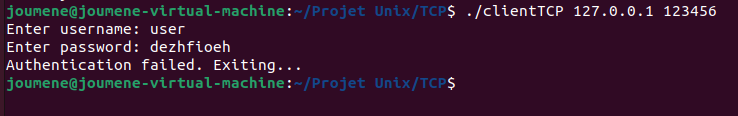 joumene@joumene-virtual-machine:~/Projet Unix/TCP$ ./clientTCP 127.0.0.1 123456
Enter username: user
Enter password: dezhfioeh
Authentication failed. Exiting...
joumene@joumene-virtual-machine:~/Projet Unix/TCP$